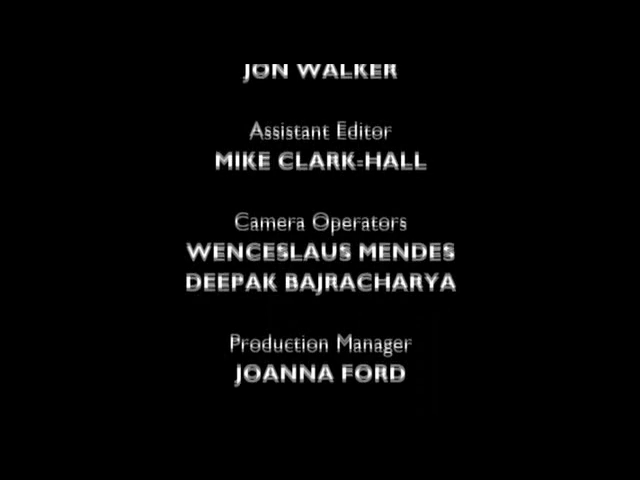 JON WALKER
Assistant Editor
MIKE CLARK-HALL
Camera Operators
WENCESLAUS MENDES
DEEPAK BAJRACHARYA
Production Manager
JOANNA FORD